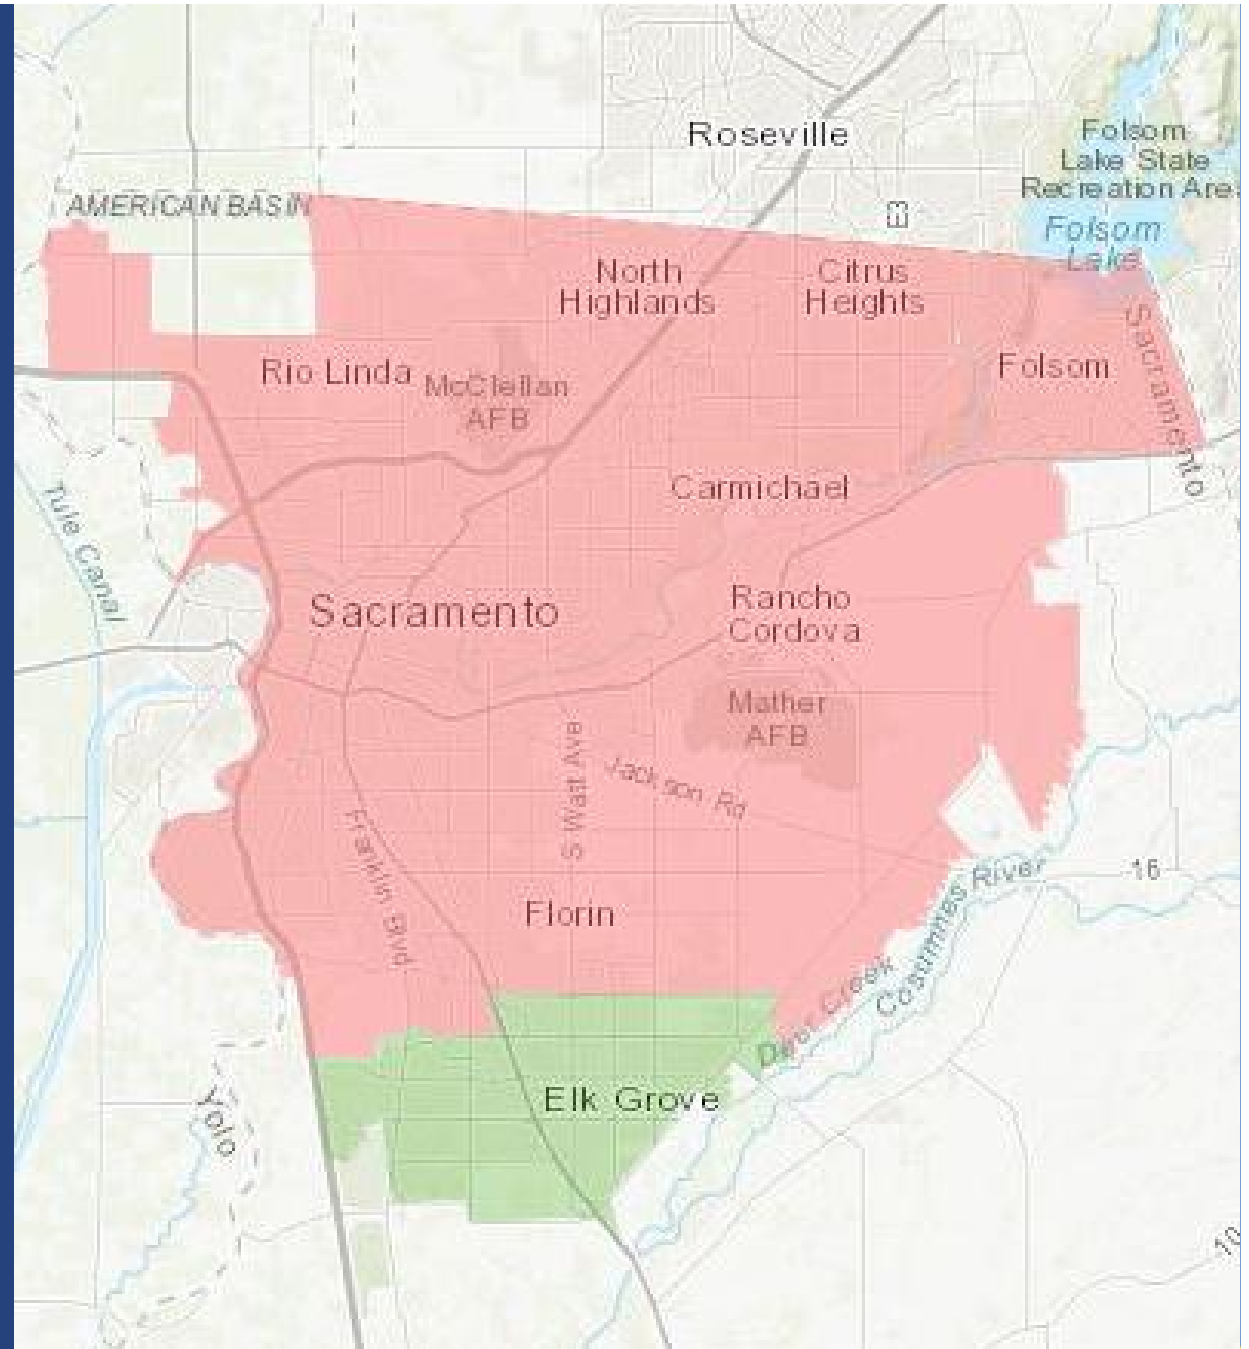 Roseville
Folsom
Lake State
Recreation Area
Folsom
Lake
AMERICAN BASIN
North
Highlands
Citrus
Heights
Sacramento
Rio Linda
McClellan
AFB
Folsom
Carmichael
Tule Canal
Sacramento
Rancho
Cordova
Mather
AFB
S Watt Ave
Jackson Rd
Franklin Blvd
Florin
16
Cosumnes River
Deer Creek
Elk Grove
Yolo